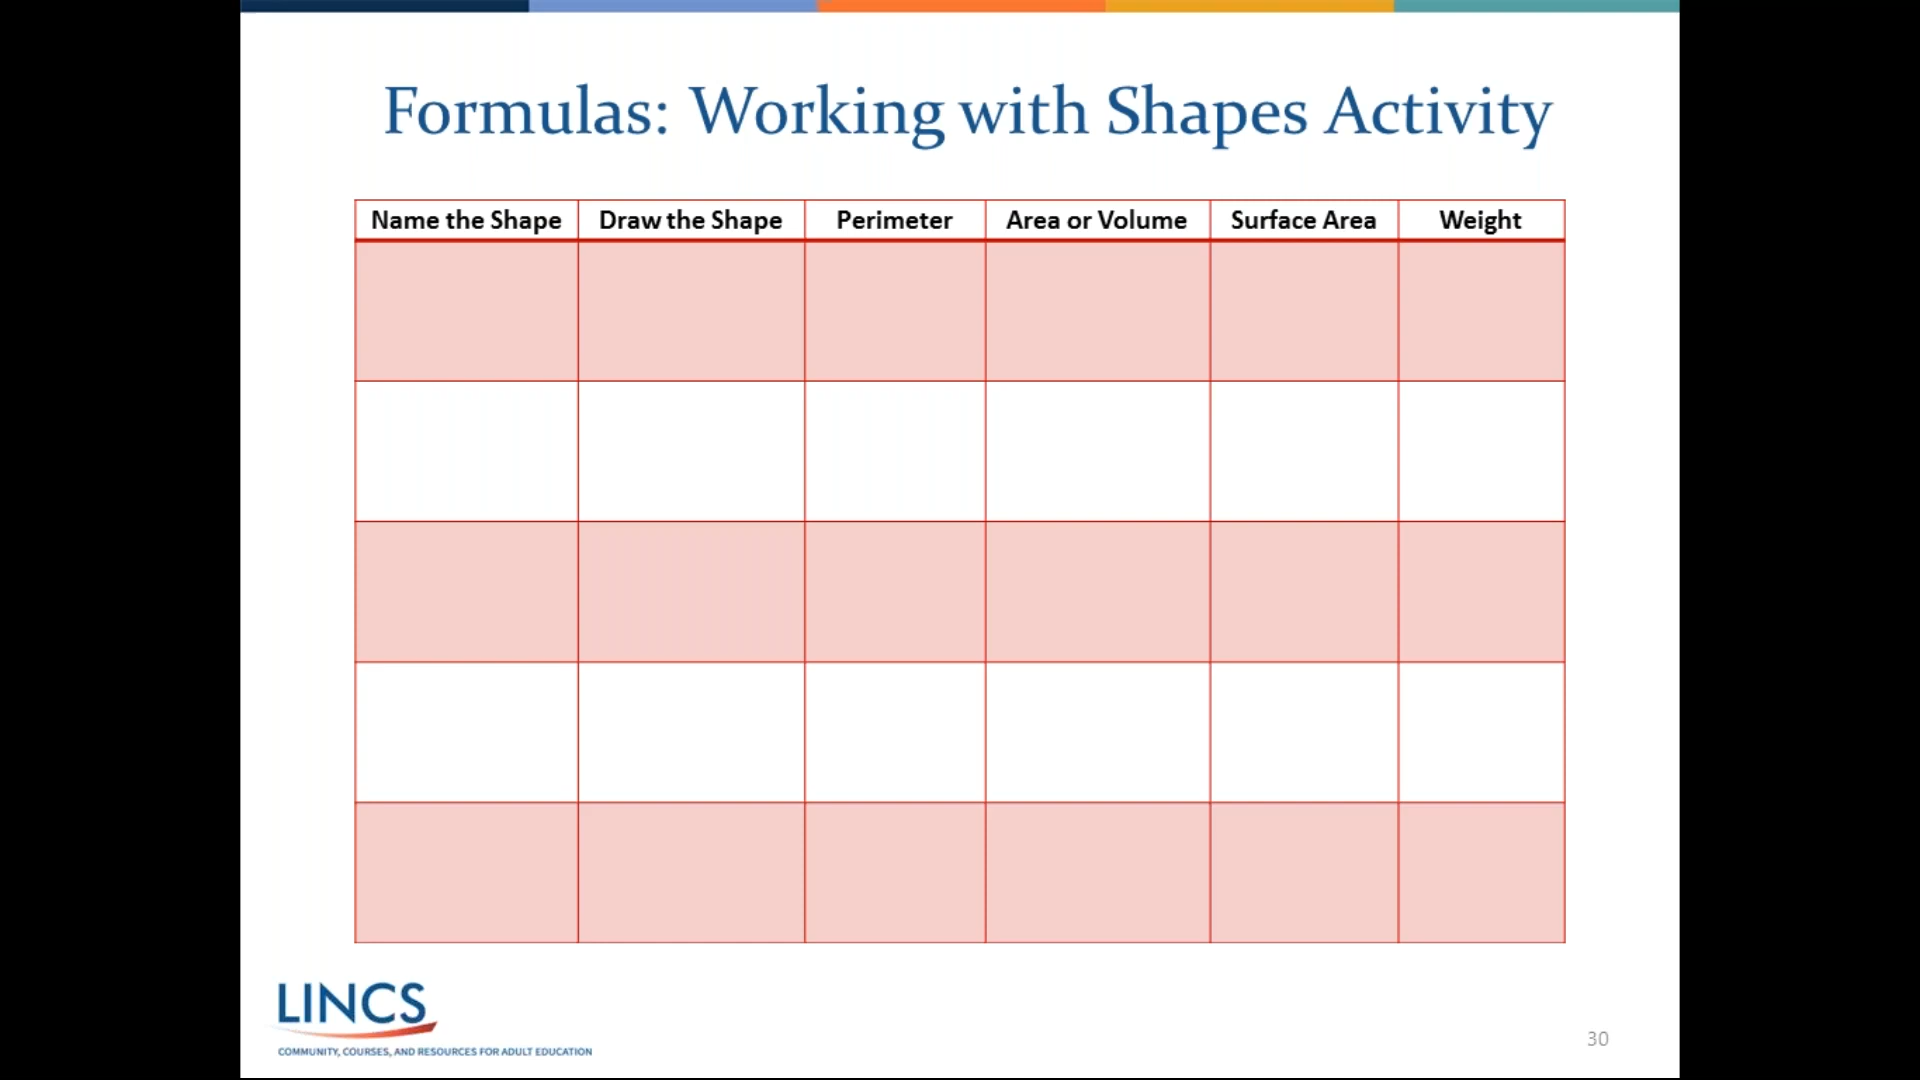 Formulas: Working with Shapes Activity
Name the Shape Draw the Shape Perimeter Area or Volume Surface Area Weight
LINCS
COMMUNITY, COURSES, AND RESOURCES FOR ADULT EDUCATION
30